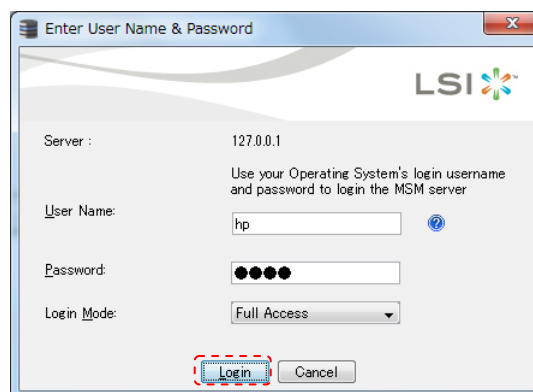 Enter User Name & Password
LSI
Server : 127.0.0.1
Use your Operating System's login username
and password to login the MSM server
User Name: hp
Password: ●●●●
Login Mode: Full Access
Login Cancel